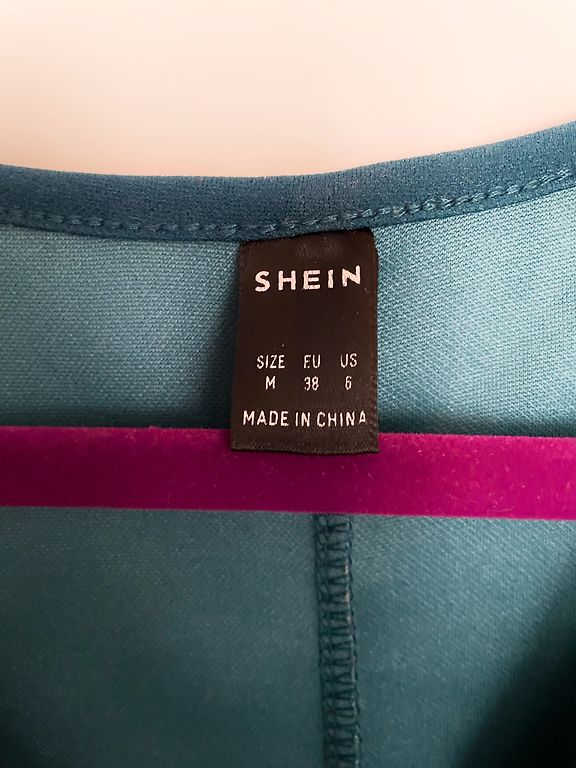 SHEIN
SIZE EU US
M 38 6
MADE IN CHINA